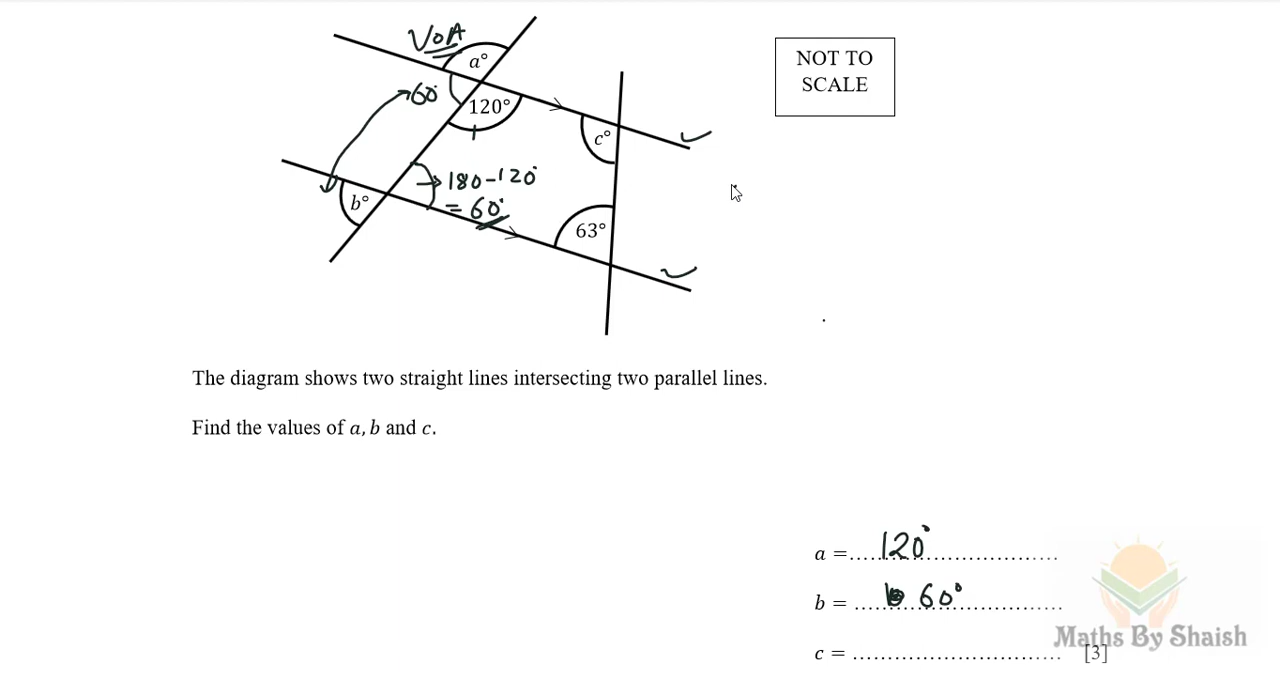 VOA
a°
NOT TO
SCALE
60°
120°
c°
180-120°
= 60°
b°
63°
The diagram shows two straight lines intersecting two parallel lines.
Find the values of a, b and c.
a =.....120°.....................
b = ..... 60°.....................
c = ..............................
Maths By Shaish
[3]